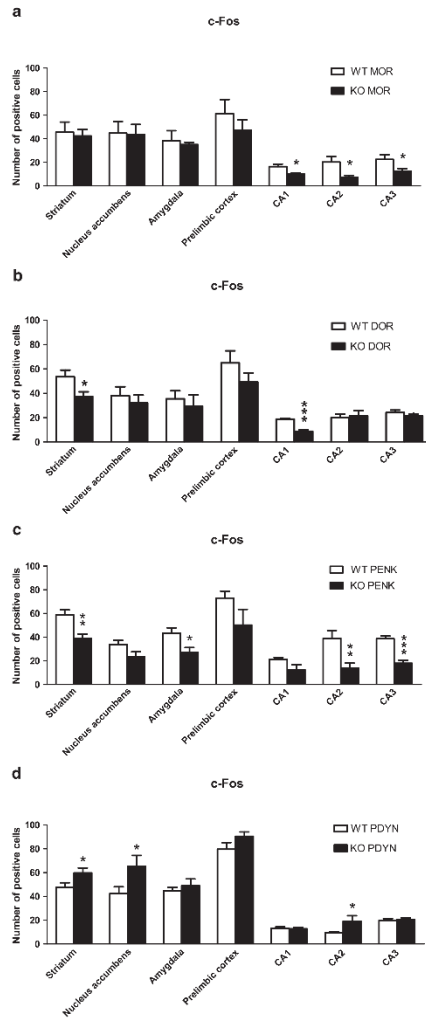 a
c-Fos
Number of positive cells
100
80
60
40
20
0
WT MOR
KO MOR
*
*
*
Striatum
Nucleus accumbens
Amygdala
Prelimbic cortex
CA1
CA2
CA3
b
c-Fos
Number of positive cells
100
80
60
40
20
0
WT DOR
KO DOR
*
***
Striatum
Nucleus accumbens
Amygdala
Prelimbic cortex
CA1
CA2
CA3
c
c-Fos
Number of positive cells
100
80
60
40
20
0
WT PENK
KO PENK
**
*
**
***
Striatum
Nucleus accumbens
Amygdala
Prelimbic cortex
CA1
CA2
CA3
d
c-Fos
Number of positive cells
100
80
60
40
20
0
WT PDYN
KO PDYN
*
*
*
Striatum
Nucleus accumbens
Amygdala
Prelimbic cortex
CA1
CA2
CA3